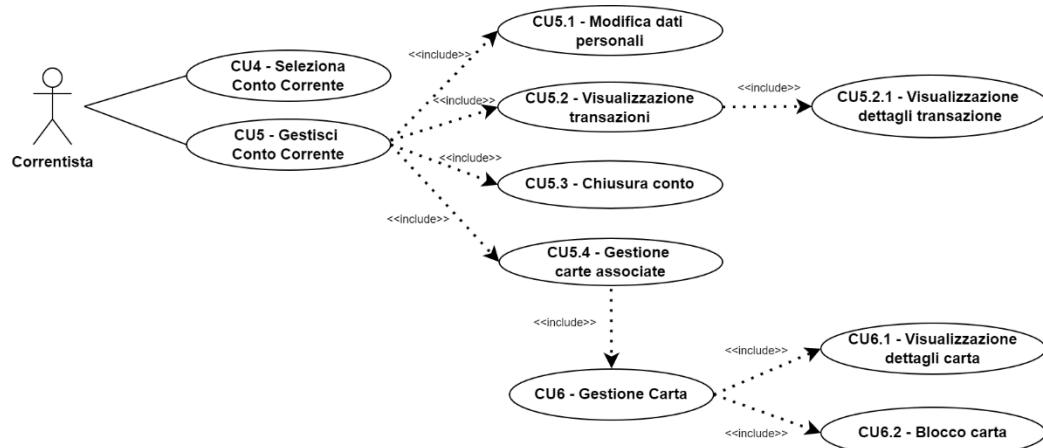 CU5.1 - Modifica dati
personali
<<include>>
CU4 - Seleziona
Conto Corrente
<<include>>
CU5.2 - Visualizzazione
transazioni
<<include>>
CU5.2.1 - Visualizzazione
dettagli transazione
CU5 - Gestisci
Conto Corrente
Correntista
<<include>>
CU5.3 - Chiusura conto
<<include>>
CU5.4 - Gestione
carte associate
<<include>>
CU6.1 - Visualizzazione
dettagli carta
<<include>>
CU6 - Gestione Carta
<<include>>
CU6.2 - Blocco carta